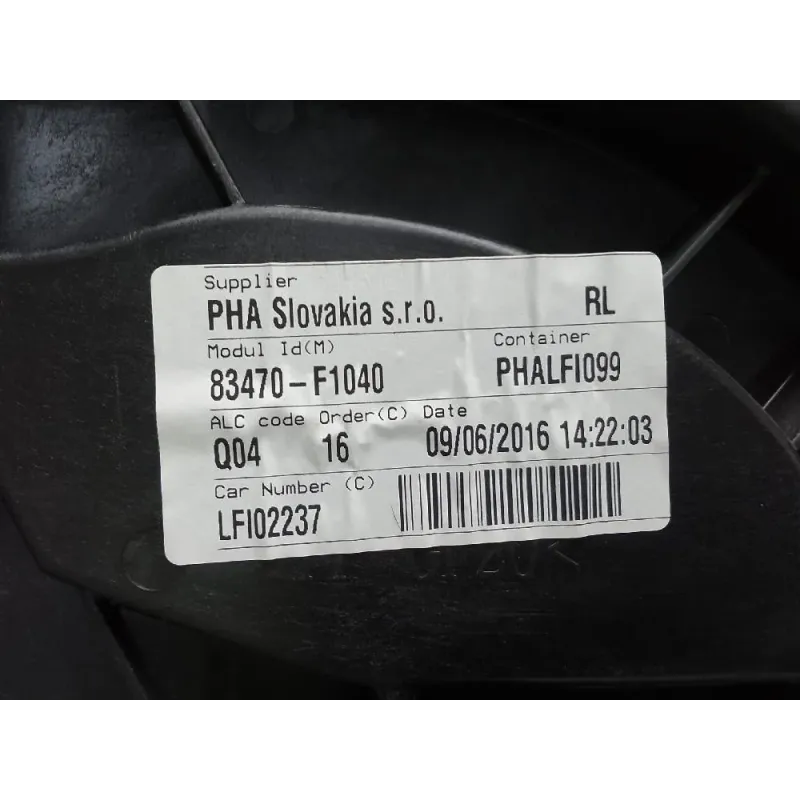 Supplier
PHA Slovakia s.r.o. RL
Modul Id(M) Container
83470-F1040 PHALFI099
ALC code Order(C) Date
Q04 16 09/06/2016 14:22:03
Car Number (C)
LFI02237